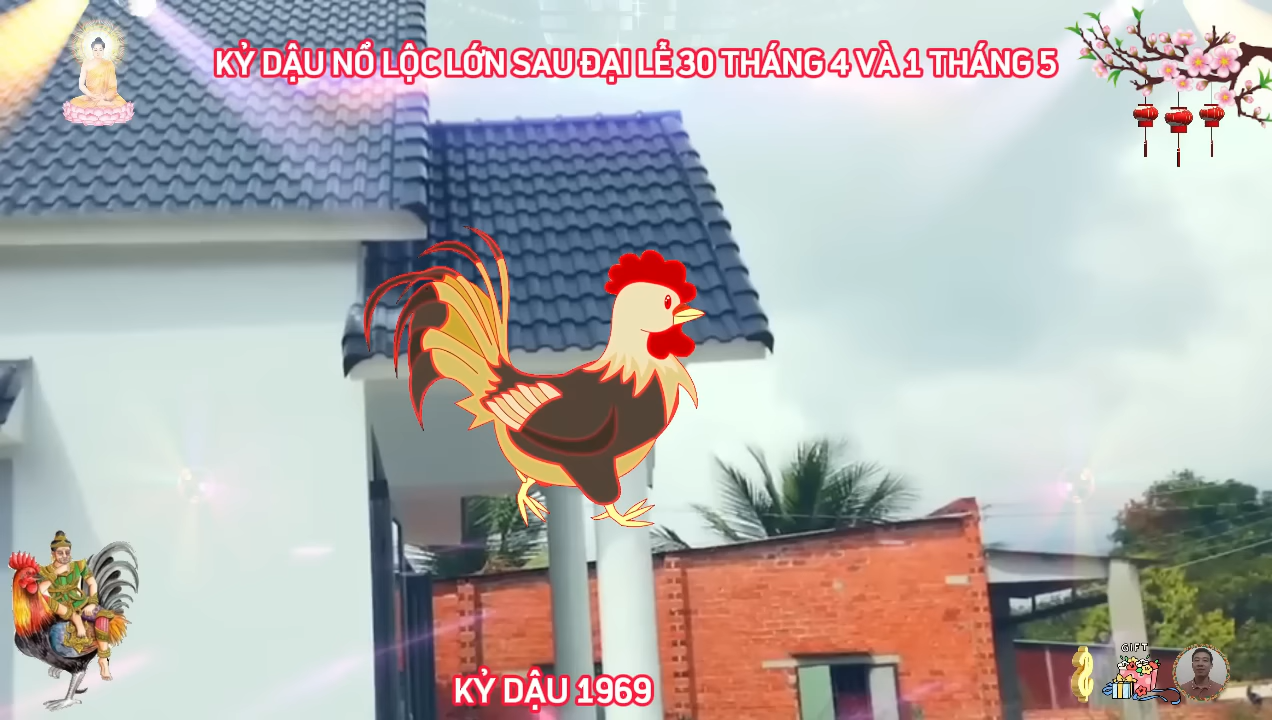 KỶ DẬU NỔ LỘC LỚN SAU ĐẠI LỄ 30 THÁNG 4 VÀ 1 THÁNG 5
GIFT
KỶ DẬU 1969